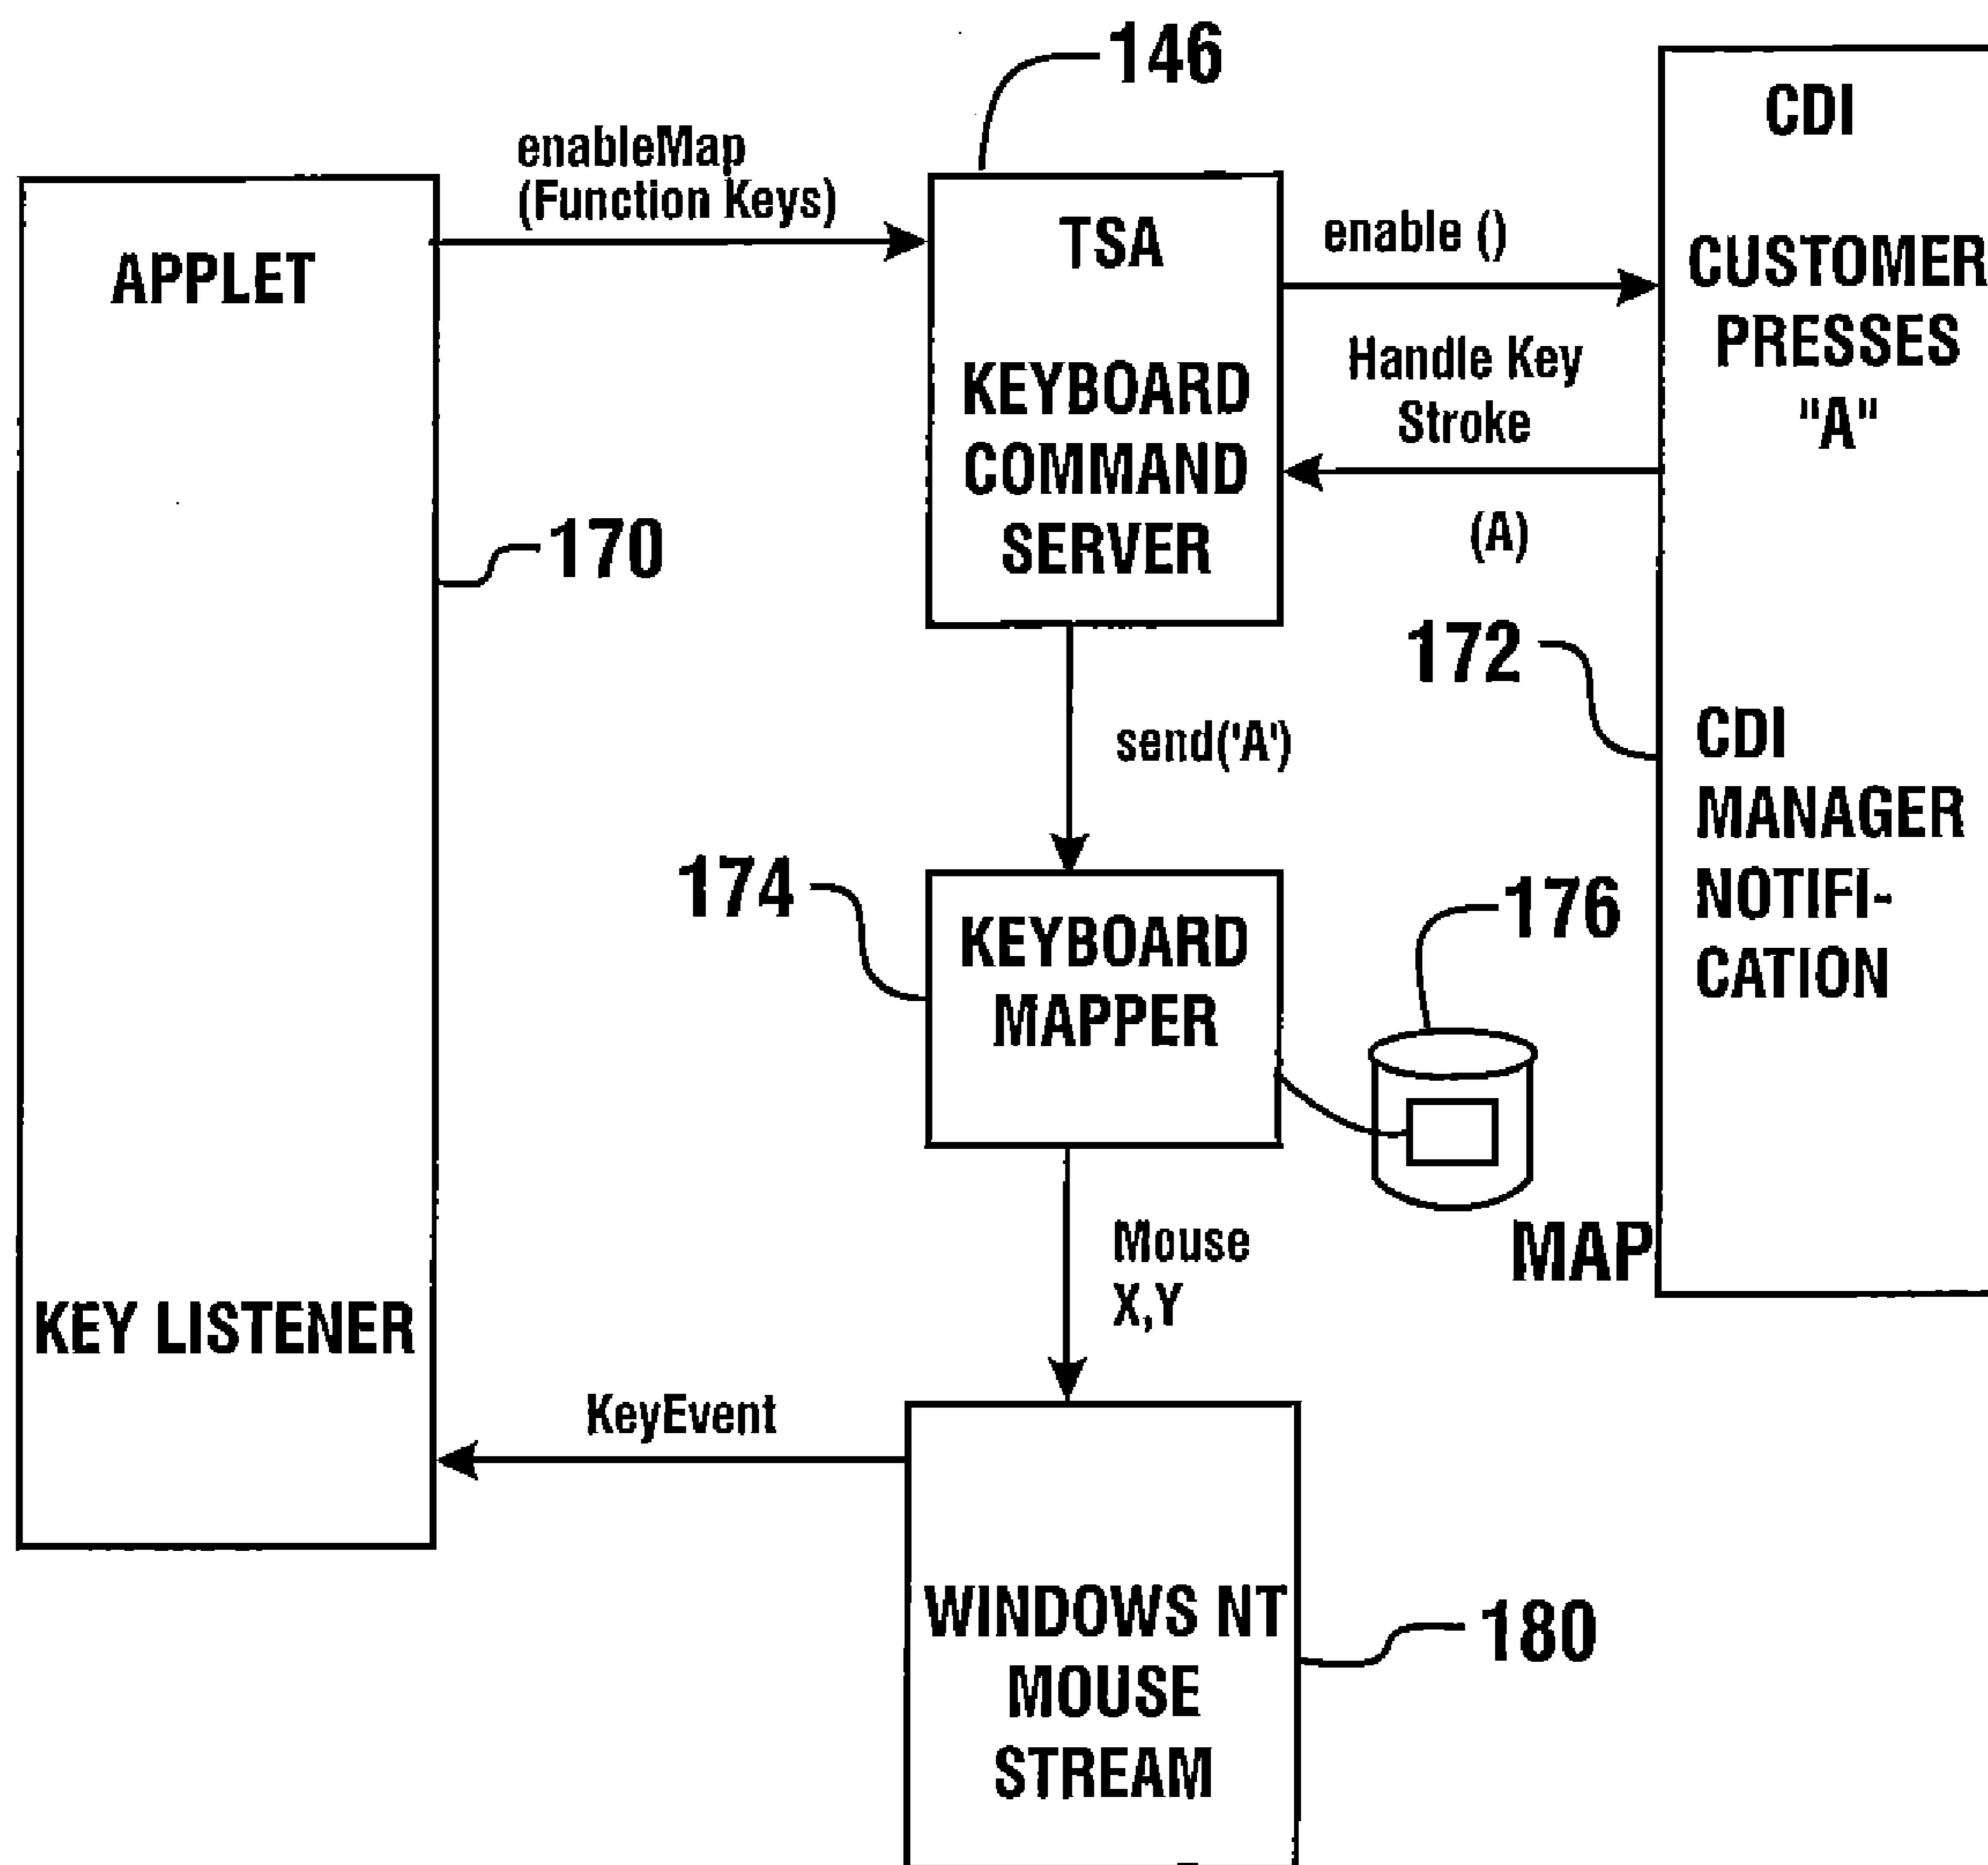 146
enableMap
(Function Keys)
APPLET
170
KEY LISTENER
TSA
KEYBOARD
COMMAND
SERVER
enable ()
Handle Key
Stroke
(A)
CDI
CUSTOMER
PRESSES
"A"
172
CDI
MANAGER
NOTIFI-
CATION
send('A')
174
KEYBOARD
MAPPER
176
MAP
Mouse
X,Y
KeyEvent
WINDOWS NT
MOUSE
STREAM
180